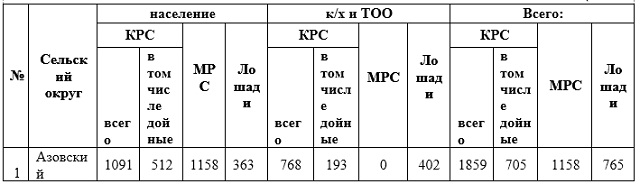 № Сельский округ население к/х и ТОО Всего:
КРС МРС Лошади КРС МРС Лошади КРС МРС Лошади
всего в том числе дойные всего в том числе дойные всего в том числе дойные
1 Азовский 1091 512 1158 363 768 193 0 402 1859 705 1158 765